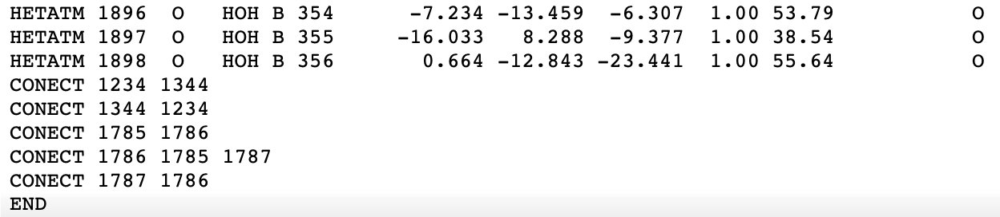 HETATM 1896  O   HOH B 354      -7.234 -13.459  -6.307  1.00 53.79           O
HETATM 1897  O   HOH B 355     -16.033   8.288  -9.377  1.00 38.54           O
HETATM 1898  O   HOH B 356       0.664 -12.843 -23.441  1.00 55.64           O
CONECT 1234 1344
CONECT 1344 1234
CONECT 1785 1786
CONECT 1786 1785 1787
CONECT 1787 1786
END